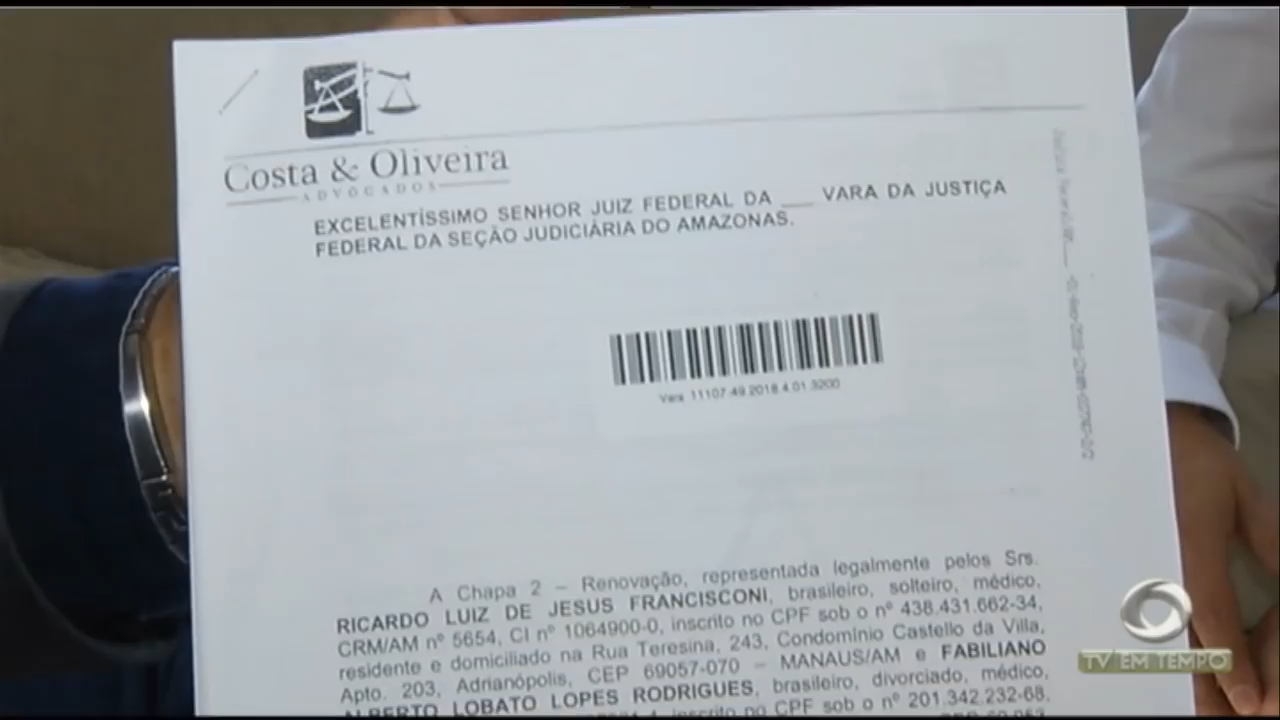 Costa & Oliveira
ADVOGADOS
EXCELENTÍSSIMO SENHOR JUIZ FEDERAL DA ___ VARA DA JUSTIÇA
FEDERAL DA SEÇÃO JUDICIÁRIA DO AMAZONAS.
Vara 11107-49.2018.4.01.3200
A Chapa 2 – Renovação, representada legalmente pelos Srs.
RICARDO LUIZ DE JESUS FRANCISCONI, brasileiro, solteiro, médico,
CRM/AM nº 5654, CI nº 1064900-0, inscrito no CPF sob o nº 438.431.662-34,
residente e domiciliado na Rua Teresina, 243, Condomínio Castello da Villa,
Apto. 203, Adrianópolis, CEP 69057-070 – MANAUS/AM e FABILIANO
ALBERTO LOBATO LOPES RODRIGUES, brasileiro, divorciado, médico,
inscrito no CPF sob o nº 201.342.232-68,
TV EM TEMPO